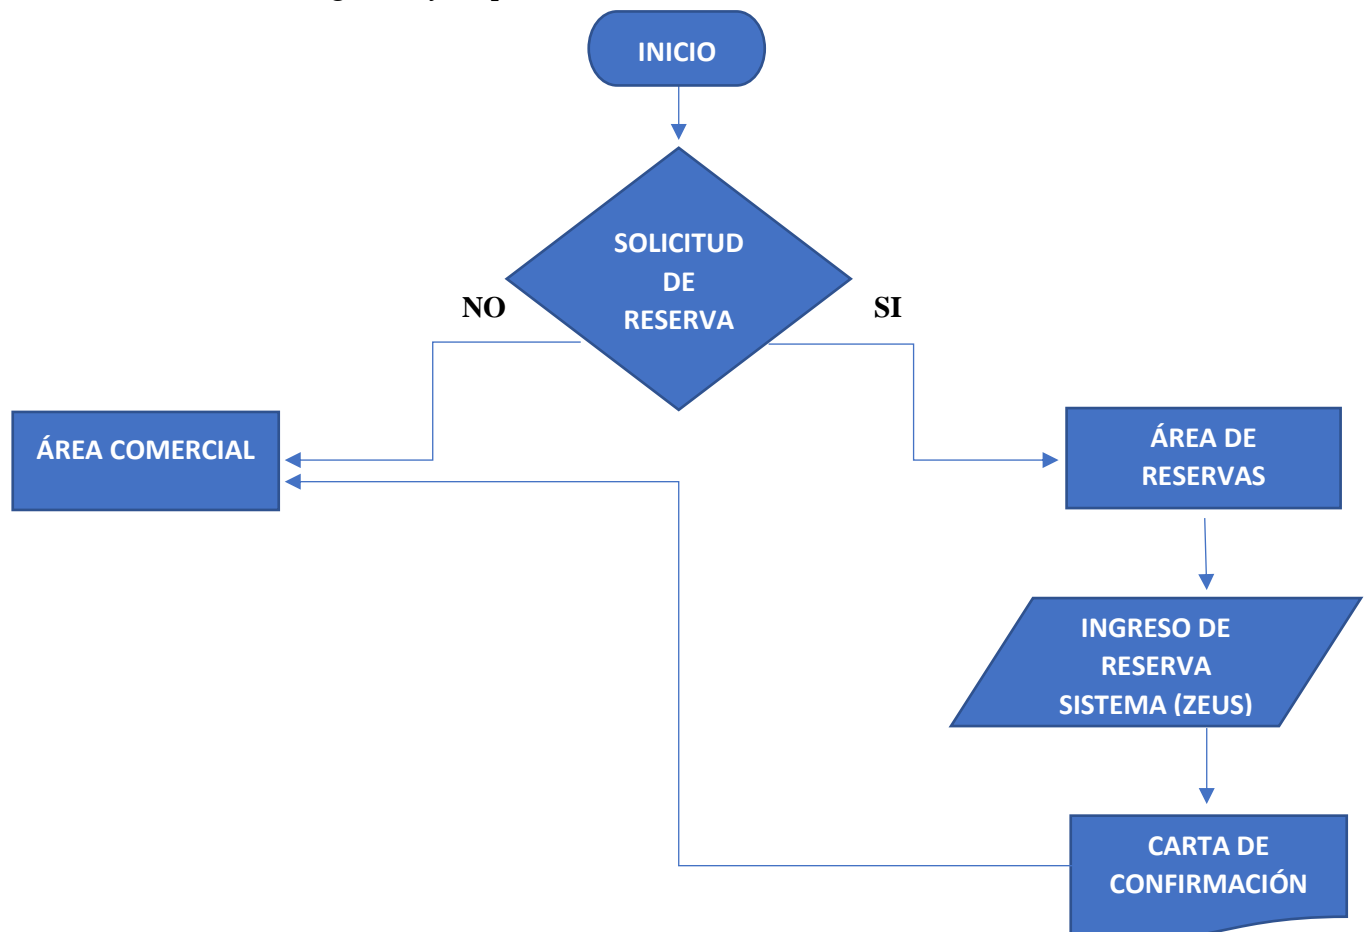 INICIO
SOLICITUD
DE
RESERVA
NO
SI
ÁREA COMERCIAL
ÁREA DE
RESERVAS
INGRESO DE
RESERVA
SISTEMA (ZEUS)
CARTA DE
CONFIRMACIÓN